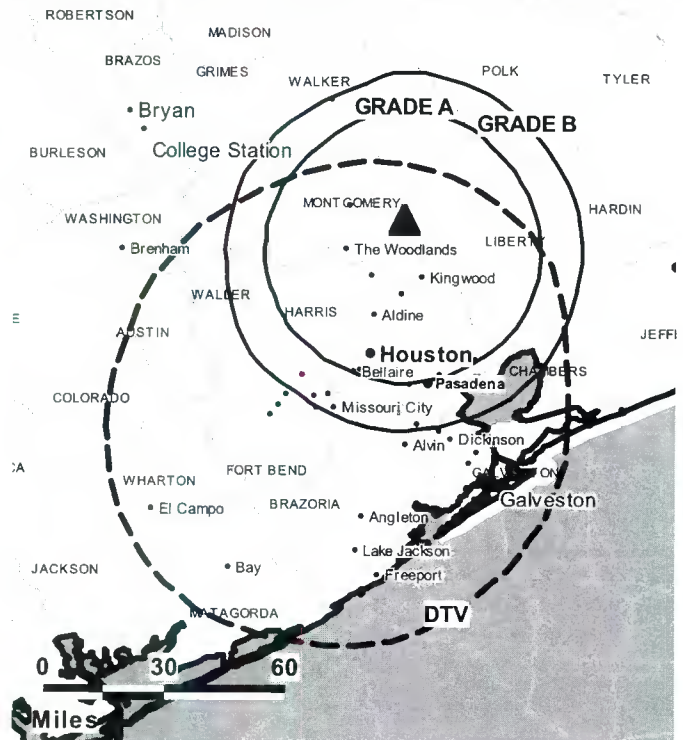 ROBERTSON
MADISON
BRAZOS
GRIMES
WALKER
POLK
TYLER
Bryan
GRADE A
GRADE B
BURLESON
College Station
MONTGOMERY
HARDIN
WASHINGTON
LIBERTY
Brenham
The Woodlands
Kingwood
WALLER
HARRIS
Aldine
E
AUSTIN
JEFF
Houston
Bellaire
CHAMBERS
Pasadena
COLORADO
Missouri City
Alvin
Dickinson
CA
WHARTON
FORT BEND
GALVESTON
El Campo
BRAZORIA
Galveston
Angleton
Lake Jackson
JACKSON
Bay
Freeport
MATAGORDA
DTV
0 30 60
Miles